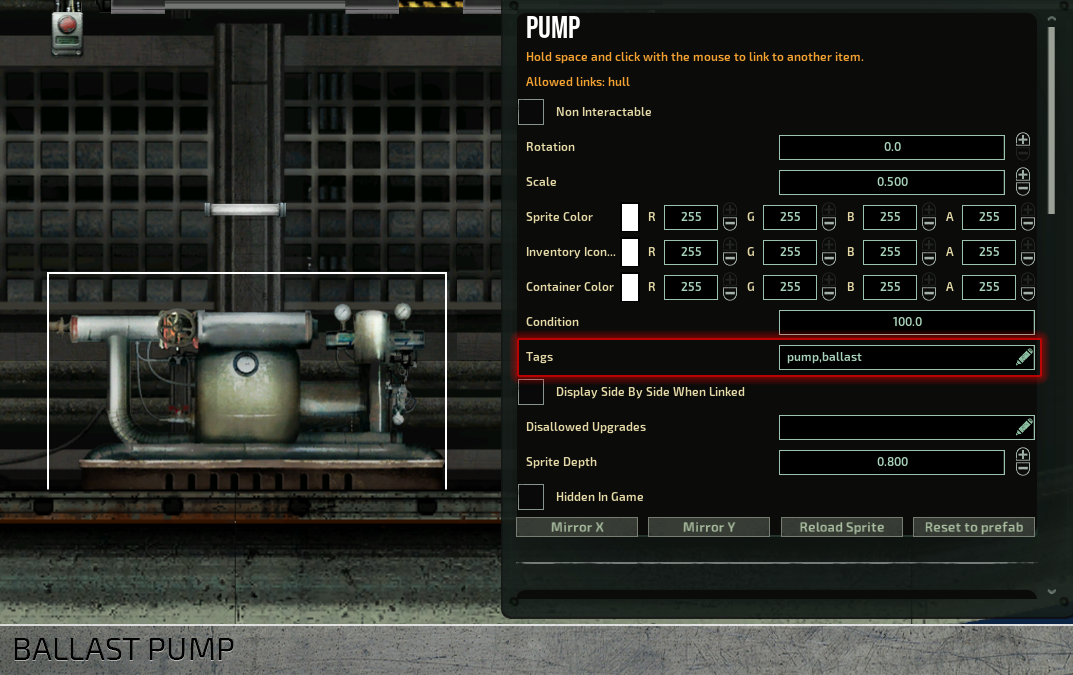 PUMP
Hold space and click with the mouse to link to another item.
Allowed links: hull
Non Interactable
Rotation 0.0
Scale 0.500
Sprite Color R 255 G 255 B 255 A 255
Inventory Icon... R 255 G 255 B 255 A 255
Container Color R 255 G 255 B 255 A 255
Condition 100.0
Tags pump,ballast
Display Side By Side When Linked
Disallowed Upgrades
Sprite Depth 0.800
Hidden In Game
Mirror X Mirror Y Reload Sprite Reset to prefab
BALLAST PUMP